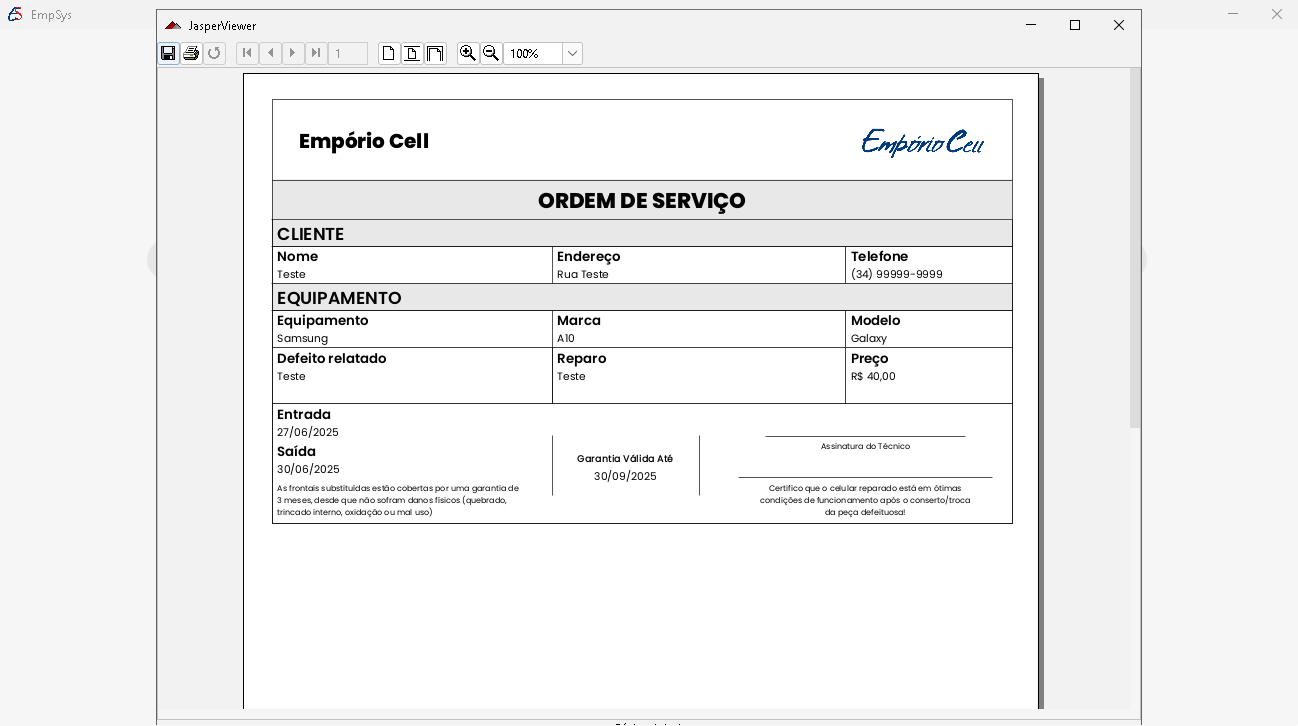 EmpSys
JasperViewer
1
100%
Empório Cell
Empório Cell
ORDEM DE SERVIÇO
CLIENTE
Nome Endereço Telefone
Teste Rua Teste (34) 99999-9999
EQUIPAMENTO
Equipamento Marca Modelo
Samsung A10 Galaxy
Defeito relatado Reparo Preço
Teste Teste R$ 40,00
Entrada
27/06/2025
Saída
30/06/2025
As frontais substituídas estão cobertas por uma garantia de
3 meses, desde que não sofram danos físicos (quebrado,
trincado interno, oxidação ou mal uso)
Garantia Válida Até
30/09/2025
Assinatura do Técnico
Certifico que o celular reparado está em ótimas
condições de funcionamento após o conserto/troca
da peça defeituosa!